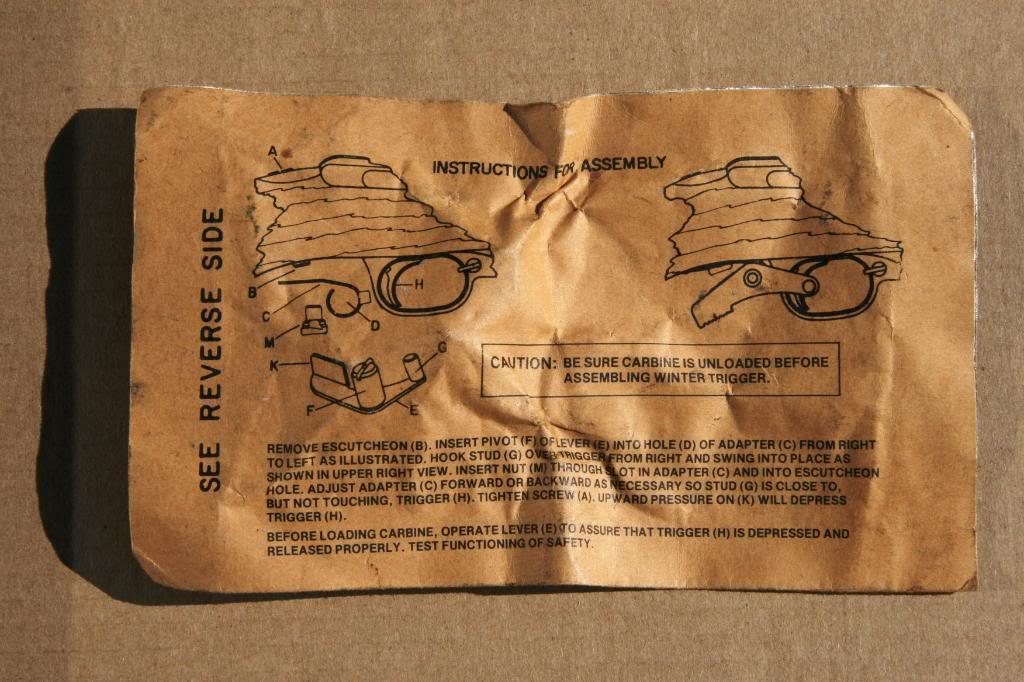 SEE REVERSE SIDE
INSTRUCTIONS FOR ASSEMBLY
A
B
H
C
D
M
K
G
F
E
CAUTION: BE SURE CARBINE IS UNLOADED BEFORE
ASSEMBLING WINTER TRIGGER.
REMOVE ESCUTCHEON (B). INSERT PIVOT (F) OF LEVER (E) INTO HOLE (D) OF ADAPTER (C) FROM RIGHT
TO LEFT AS ILLUSTRATED. HOOK STUD (G) OVER TRIGGER FROM RIGHT AND SWING INTO PLACE AS
SHOWN IN UPPER RIGHT VIEW. INSERT NUT (M) THROUGH SLOT IN ADAPTER (C) AND INTO ESCUTCHEON
HOLE. ADJUST ADAPTER (C) FORWARD OR BACKWARD AS NECESSARY SO STUD (G) IS CLOSE TO,
BUT NOT TOUCHING, TRIGGER (H). TIGHTEN SCREW (A). UPWARD PRESSURE ON (K) WILL DEPRESS
TRIGGER (H).
BEFORE LOADING CARBINE, OPERATE LEVER (E) TO ASSURE THAT TRIGGER (H) IS DEPRESSED AND
RELEASED PROPERLY. TEST FUNCTIONING OF SAFETY.